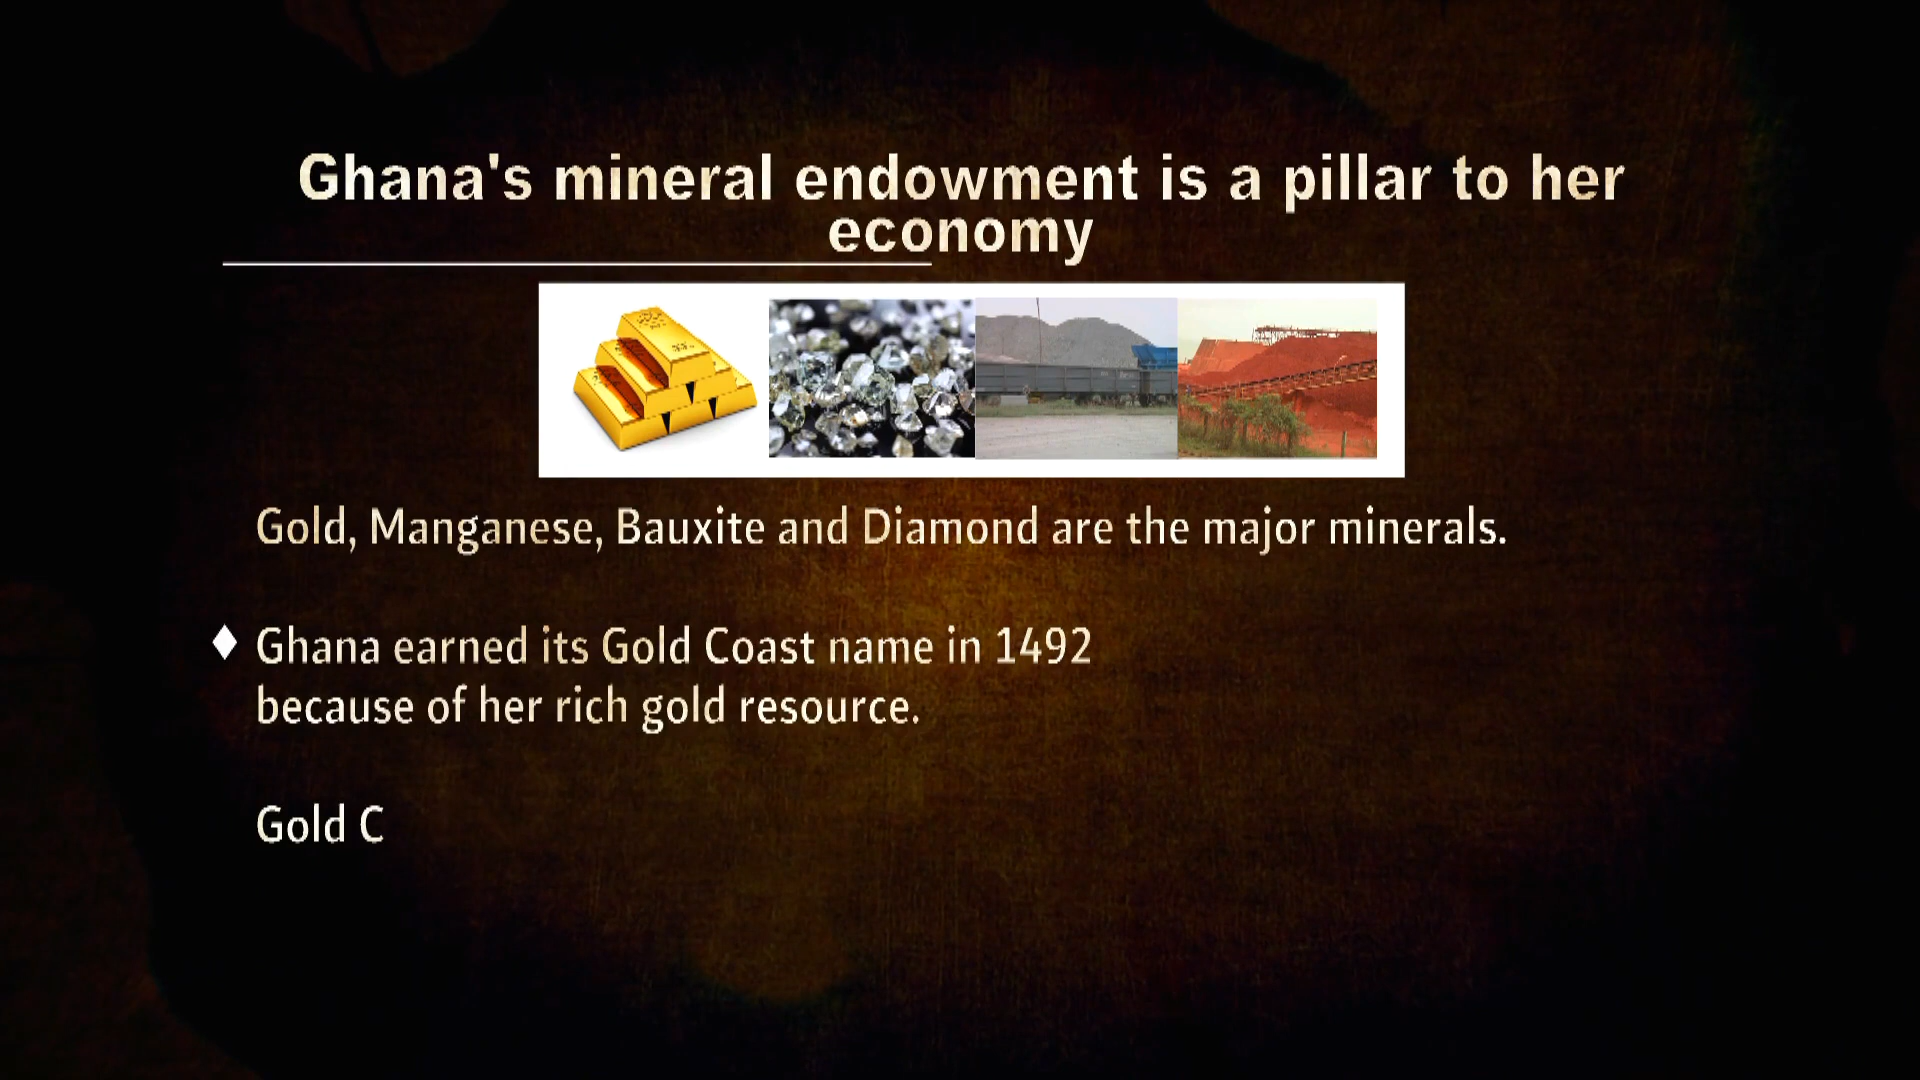 Ghana's mineral endowment is a pillar to her
economy
Gold, Manganese, Bauxite and Diamond are the major minerals.
♦ Ghana earned its Gold Coast name in 1492
because of her rich gold resource.
Gold C